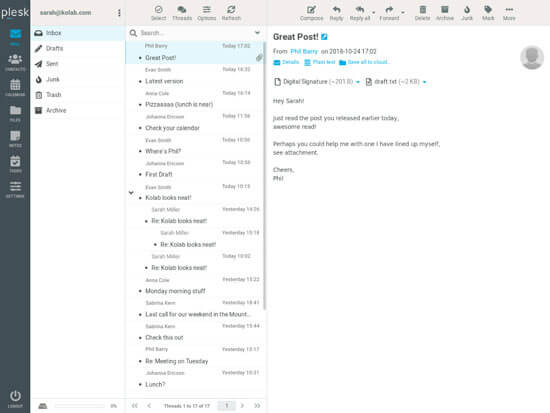 plesk
MAIL
CONTACTS
CALENDAR
FILES
NOTES
TASKS
SETTINGS
LOGOUT
sarah@kolab.com
Inbox
Drafts
Sent
Junk
Trash
Archive
0%
Select
Threads
Options
Refresh
Search...
Phil Barry Today 17:02
Great Post!
Evan Smith Today 16:32
Latest version
Anna Cole Today 16:14
Pizzaaaa (lunch is near)
Johanna Ericson Today 11:56
Check your calendar
Evan Smith Today 10:56
Where's Phil?
Johanna Ericson Today 10:50
First Draft
Evan Smith Today 10:15
Kolab looks neat!
Sarah Miller Yesterday 14:26
Re: Kolab looks neat!
Sarah Miller Yesterday 15:18
Re: Kolab looks neat!
Sarah Miller Today 10:02
Re: Kolab looks neat!
Anna Cole Yesterday 15:22
Monday morning stuff
Sabrina Kern Yesterday 18:41
Last call for our weekend in the Mount...
Sabrina Kern Yesterday 15:44
Check this out
Phil Barry Yesterday 13:17
Re: Meeting on Tuesday
Johanna Ericson Yesterday 10:31
Lunch?
Threads 1 to 17 of 17
1
Compose
Reply
Reply all
Forward
Delete
Archive
Junk
Mark
More
Great Post!
From Phil Barry on 2018-10-24 17:02
Details Plain text Save all to cloud...
Digital Signature (~201 B) draft.txt (~2 KB)
Hey Sarah!
Just read the post you released earlier today,
awesome read!
Perhaps you could help me with one I have lined up myself,
see attachment.
Cheers,
Phil